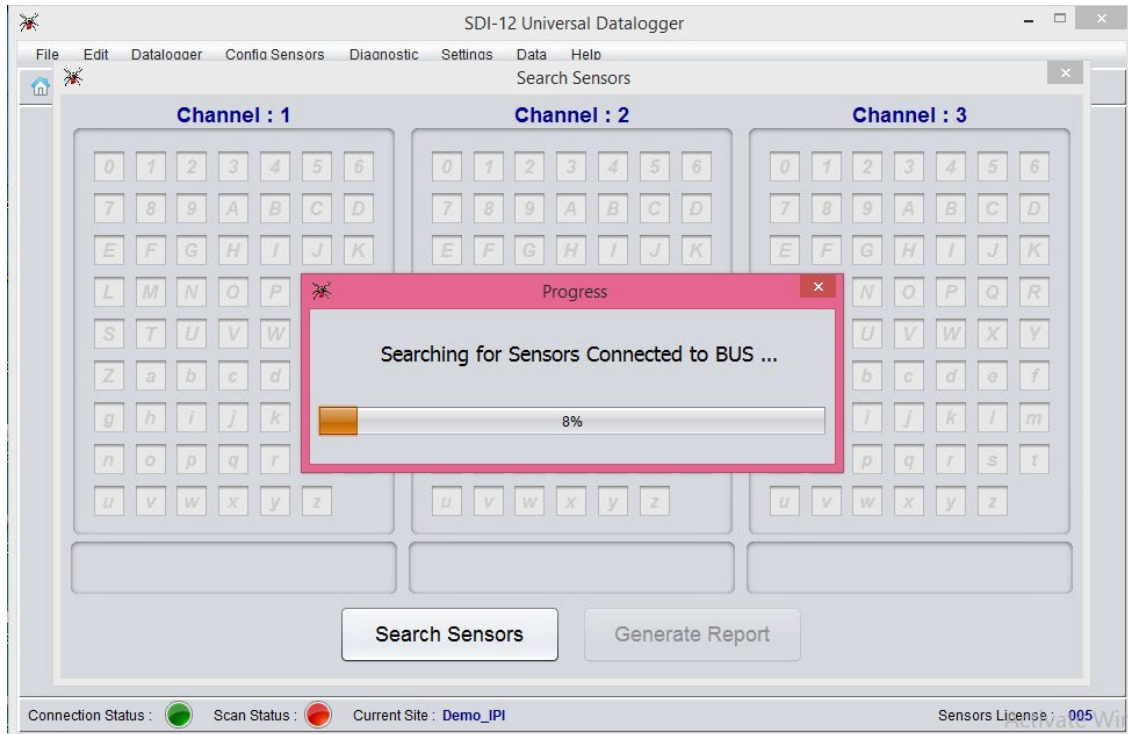 SDI-12 Universal Datalogger
File Edit Datalogger Config Sensors Diagnostic Settings Data Help
Search Sensors
Channel : 1 Channel : 2 Channel : 3
0 1 2 3 4 5 6 0 1 2 3 4 5 6 0 1 2 3 4 5 6
7 8 9 A B C D 7 8 9 A B C D 7 8 9 A B C D
E F G H I J K E F G H I J K E F G H I J K
L M N O P Progress N O P Q R
S T U V W U V W X Y
Searching for Sensors Connected to BUS ...
Z a b c d b c d e f
g h i j k 8% i j k l m
n o p q r p q r s t
u v w x y z u v w x y z u v w x y z
Search Sensors Generate Report
Connection Status : Scan Status : Current Site : Demo_IPI Sensors License : 005
Activate Win